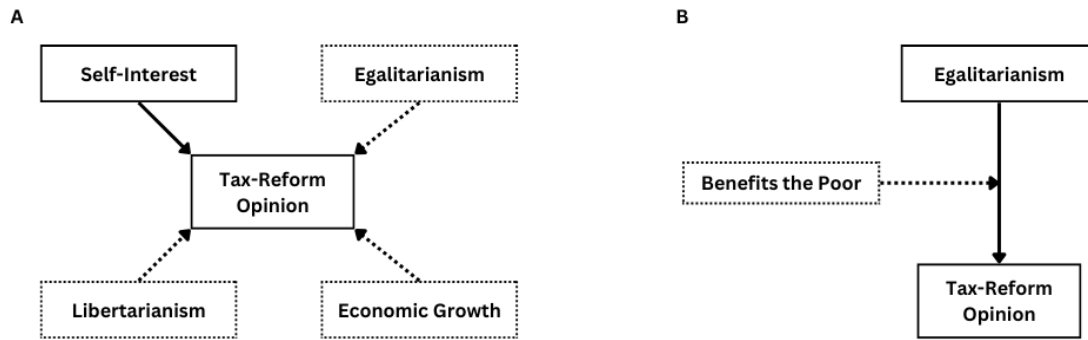 A
B
Self-Interest
Egalitarianism
Tax-Reform
Opinion
Libertarianism
Economic Growth
Egalitarianism
Benefits the Poor
Tax-Reform
Opinion